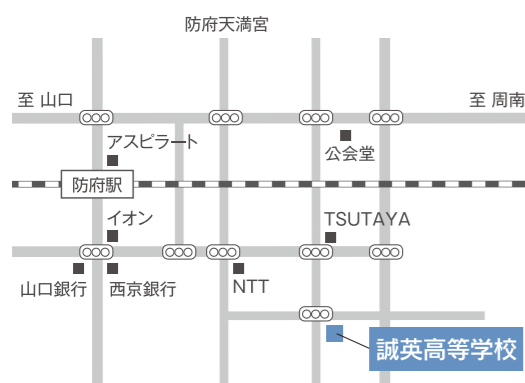 防府天満宮
至 山口
至 周南
アスピラート
公会堂
防府駅
イオン
TSUTAYA
山口銀行
西京銀行
NTT
誠英高等学校